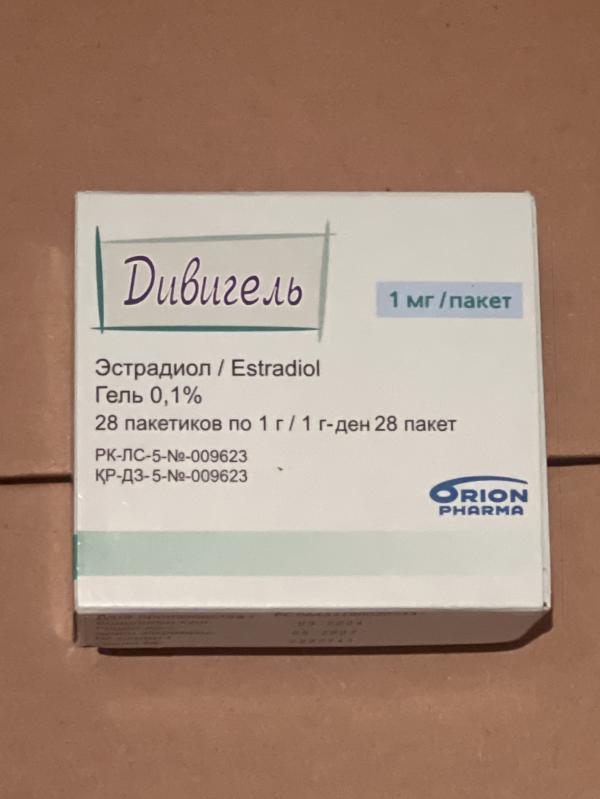 Дивигель
1 мг/пакет
Эстрадиол / Estradiol
Гель 0,1%
28 пакетиков по 1 г / 1 г-ден 28 пакет
РК-ЛС-5-№-009623
ҚР-ДЗ-5-№-009623
ORION
PHARMA